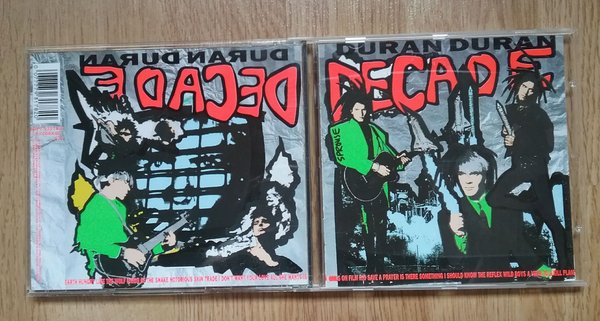 DURAN DURAN
DECADE
EARTH HUNGRY LIKE THE WOLF UNION OF THE SNAKE NOTORIOUS SKIN TRADE I DON'T WANT YOUR LOVE ALL SHE WANTS IS
DURAN DURAN
DECADE
GIRLS ON FILM RIO SAVE A PRAYER IS THERE SOMETHING I SHOULD KNOW THE REFLEX WILD BOYS A VIEW TO A KILL PLANE